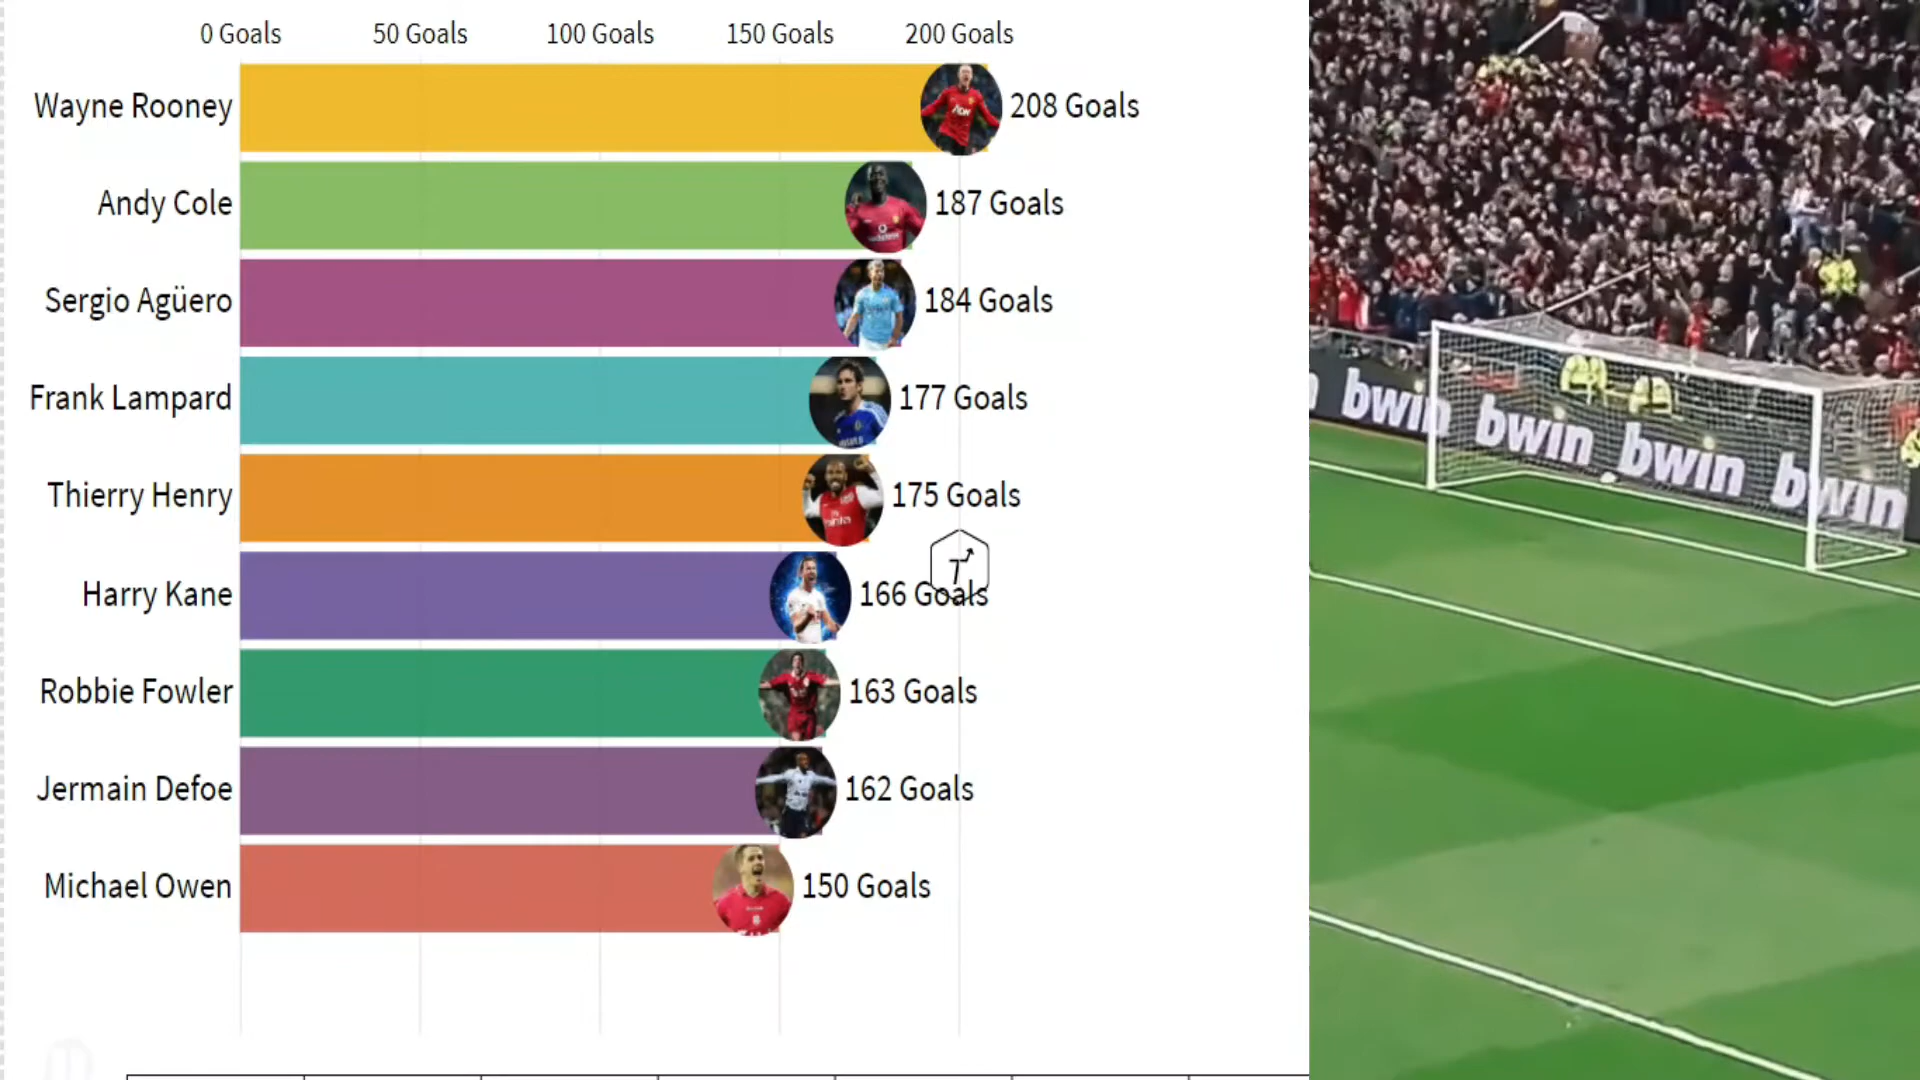 0 Goals 50 Goals 100 Goals 150 Goals 200 Goals
Wayne Rooney 208 Goals
Andy Cole 187 Goals
Sergio Agüero 184 Goals
Frank Lampard 177 Goals
Thierry Henry 175 Goals
T
Harry Kane 166 Goals
Robbie Fowler 163 Goals
Jermain Defoe 162 Goals
Michael Owen 150 Goals
bwin bwin bwin bwin
AON